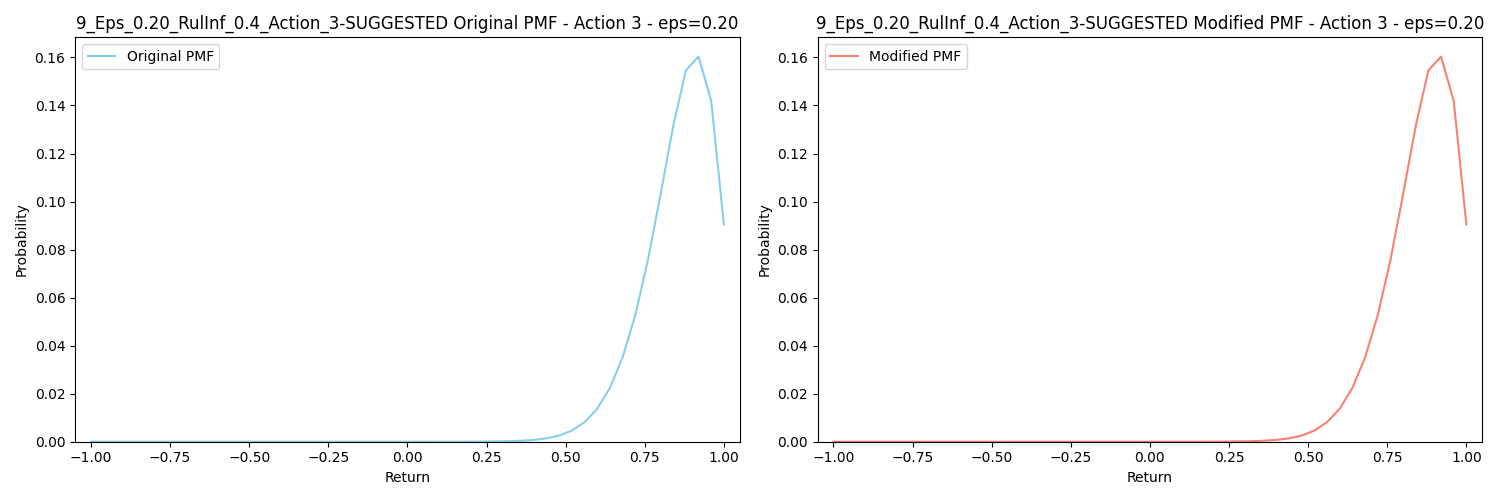 9_Eps_0.20_RulInf_0.4_Action_3-SUGGESTED Original PMF - Action 3 - eps=0.20
Original PMF
Probability
0.16
0.14
0.12
0.10
0.08
0.06
0.04
0.02
0.00
−1.00 −0.75 −0.50 −0.25 0.00 0.25 0.50 0.75 1.00
Return
9_Eps_0.20_RulInf_0.4_Action_3-SUGGESTED Modified PMF - Action 3 - eps=0.20
Modified PMF
Probability
0.16
0.14
0.12
0.10
0.08
0.06
0.04
0.02
0.00
−1.00 −0.75 −0.50 −0.25 0.00 0.25 0.50 0.75 1.00
Return